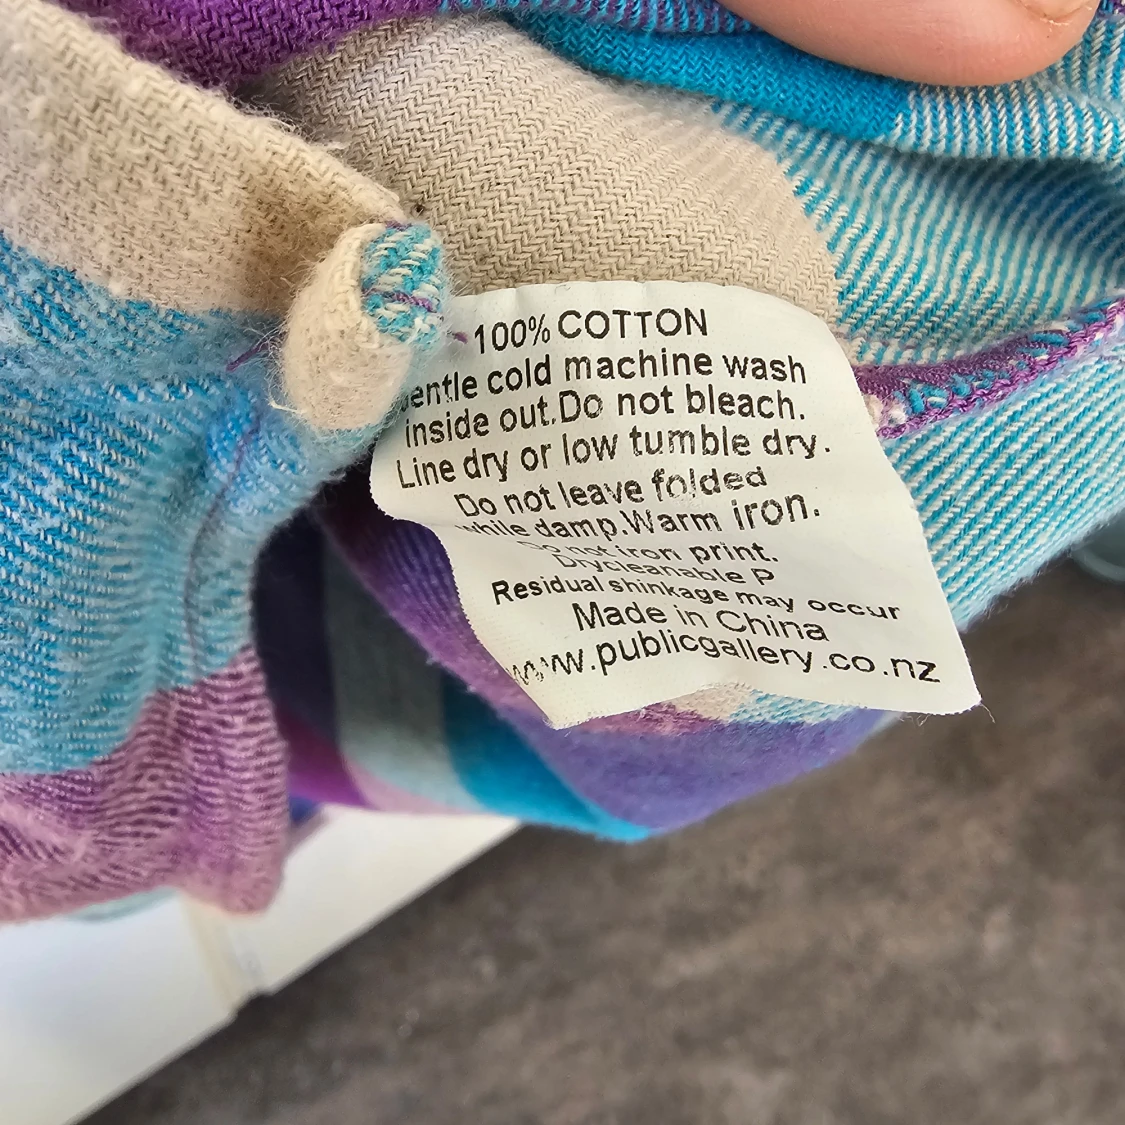 100% COTTON
entle cold machine wash
inside out.Do not bleach.
Line dry or low tumble dry.
Do not leave folded
while damp.Warm iron.
Do not iron print.
Drycleanable P
Residual shinkage may occur
Made in China
www.publicgallery.co.nz